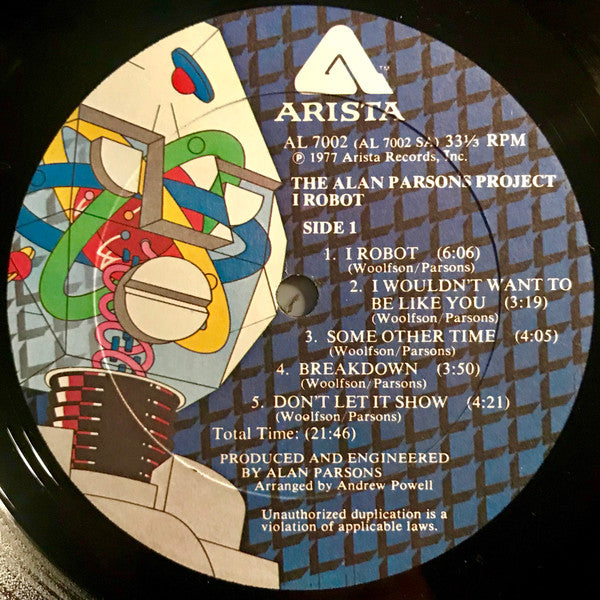 TM
ARISTA
AL 7002 (AL 7002 SA) 33⅓ RPM
℗ 1977 Arista Records, Inc.
THE ALAN PARSONS PROJECT
I ROBOT
SIDE 1
1. I ROBOT (6:06)
(Woolfson/Parsons)
2. I WOULDN'T WANT TO
BE LIKE YOU (3:19)
(Woolfson/Parsons)
3. SOME OTHER TIME (4:05)
(Woolfson/Parsons)
4. BREAKDOWN (3:50)
(Woolfson/Parsons)
5. DON'T LET IT SHOW (4:21)
(Woolfson/Parsons)
Total Time: (21:46)
PRODUCED AND ENGINEERED
BY ALAN PARSONS
Arranged by Andrew Powell
Unauthorized duplication is a
violation of applicable laws.